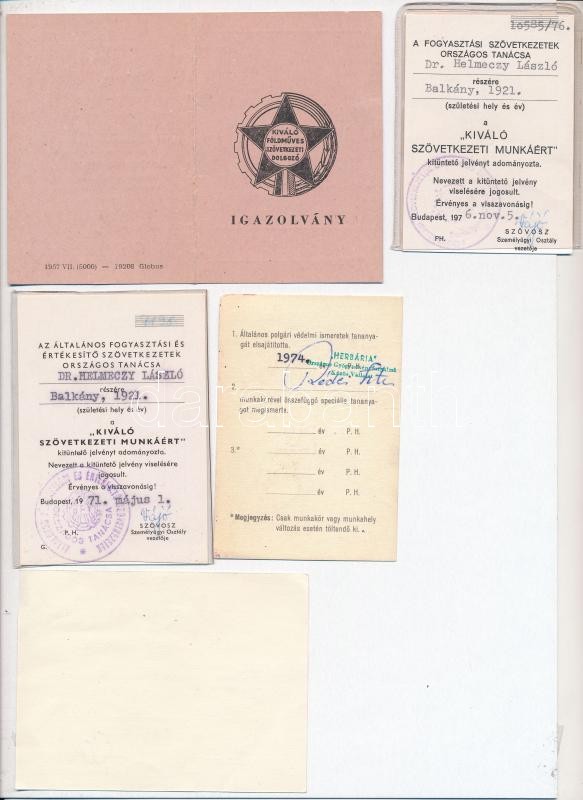 KIVÁLÓ
FÖLDMŰVES
SZÖVETKEZETI
DOLGOZÓ
IGAZOLVÁNY
1957 VII. (5000) — 19208 Globus
10585/76.
A FOGYASZTÁSI SZÖVETKEZETEK
ORSZÁGOS TANÁCSA
Dr. Helmeczy László
részére
Balkány, 1921.
(születési hely és év)
a
„KIVÁLÓ
SZÖVETKEZETI MUNKÁÉRT"
kitüntető jelvényt adományozta.
Nevezett a kitüntető jelvény
viselésére jogosult.
Érvényes a visszavonásig!
Budapest, 197 6.nov.5.
PH.
SZÖVOSZ
Személyügyi Osztály
vezetője
AZ ÁLTALÁNOS FOGYASZTÁSI ÉS
ÉRTÉKESÍTŐ SZÖVETKEZETEK
ORSZÁGOS TANÁCSA
DR.HELMECZY LÁSZLÓ
részére
Balkány, 1921.
(születési hely és év)
a
„KIVÁLÓ
SZÖVETKEZETI MUNKÁÉRT"
kitüntető jelvényt adományozta.
Nevezett a kitüntető jelvény viselésére
jogosult.
Érvényes a visszavonásig!
Budapest, 19 71. május 1.
P. H.
SZÖVOSZ
Személyügyi Osztály
vezetője
G.
1. Általános polgári védelmi ismeretek tananya-
gát elsajátította.
1974.
P. H.
"HERBÁRIA"
2.
munkakörével összefüggő speciális tananya-
got megismerte.
év P. H.
3.*
év P. H.
év P. H.
év P. H.
* Megjegyzés: Csak munkakör vagy munkahely
változás esetén töltendő ki.